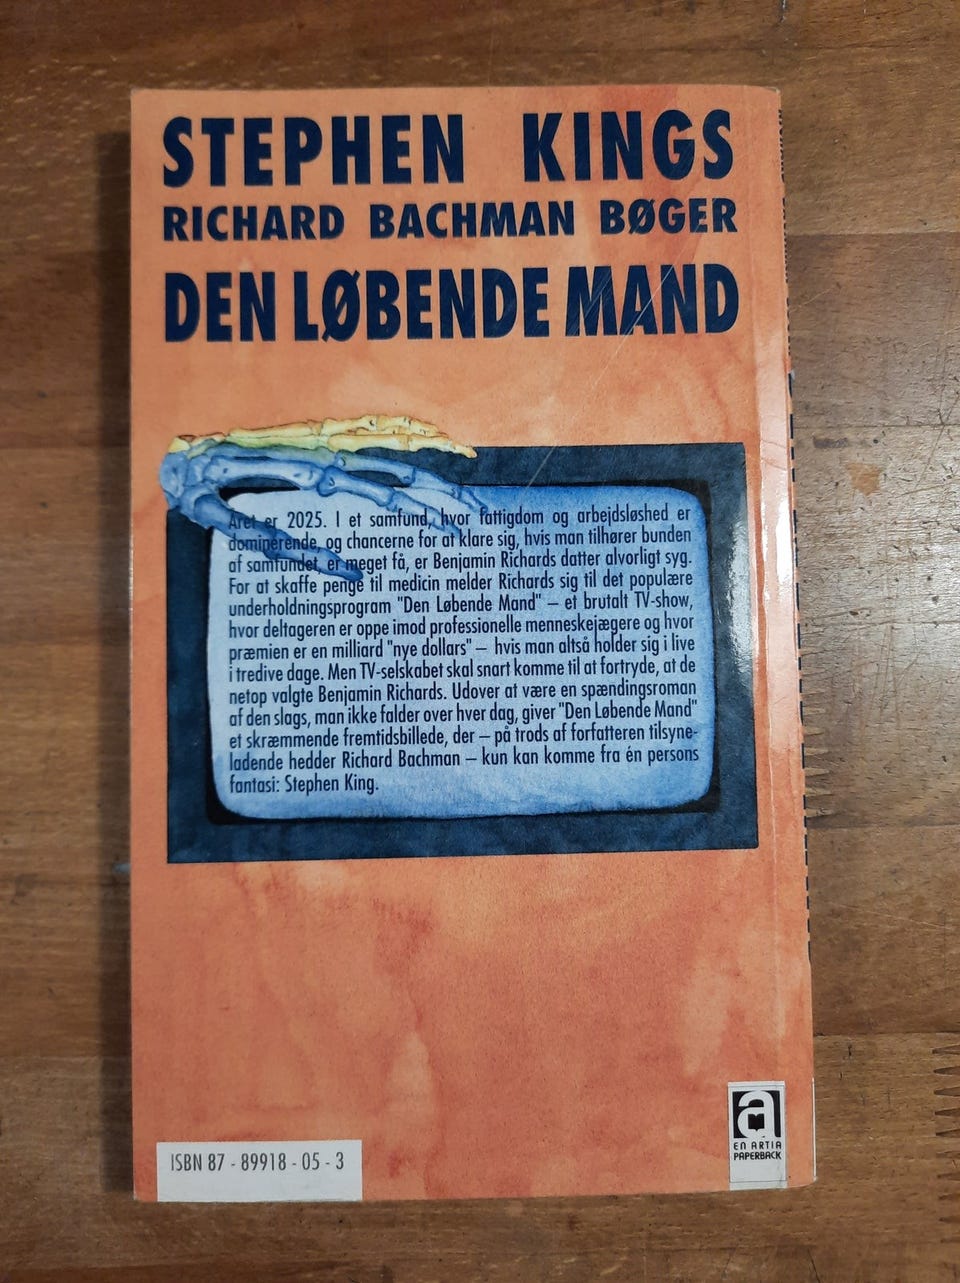 STEPHEN KINGS
RICHARD BACHMAN BØGER
DEN LØBENDE MAND
Året er 2025. I et samfund, hvor fattigdom og arbejdsløshed er
dominerende, og chancerne for at klare sig, hvis man tilhører bunden
af samfundet, er meget få, er Benjamin Richards datter alvorligt syg.
For at skaffe penge til medicin melder Richards sig til det populære
underholdningsprogram "Den Løbende Mand" – et brutalt TV-show,
hvor deltageren er oppe imod professionelle menneskejægere og hvor
præmien er en milliard "nye dollars" – hvis man altså holder sig i live
i tredive dage. Men TV-selskabet skal snart komme til at fortryde, at de
netop valgte Benjamin Richards. Udover at være en spændingsroman
af den slags, man ikke falder over hver dag, giver "Den Løbende Mand"
et skræmmende fremtidsbillede, der – på trods af forfatteren tilsyne-
ladende hedder Richard Bachman – kun kan komme fra én persons
fantasi: Stephen King.
a
EN ARTIA
PAPERBACK
ISBN 87 - 89918 - 05 - 3